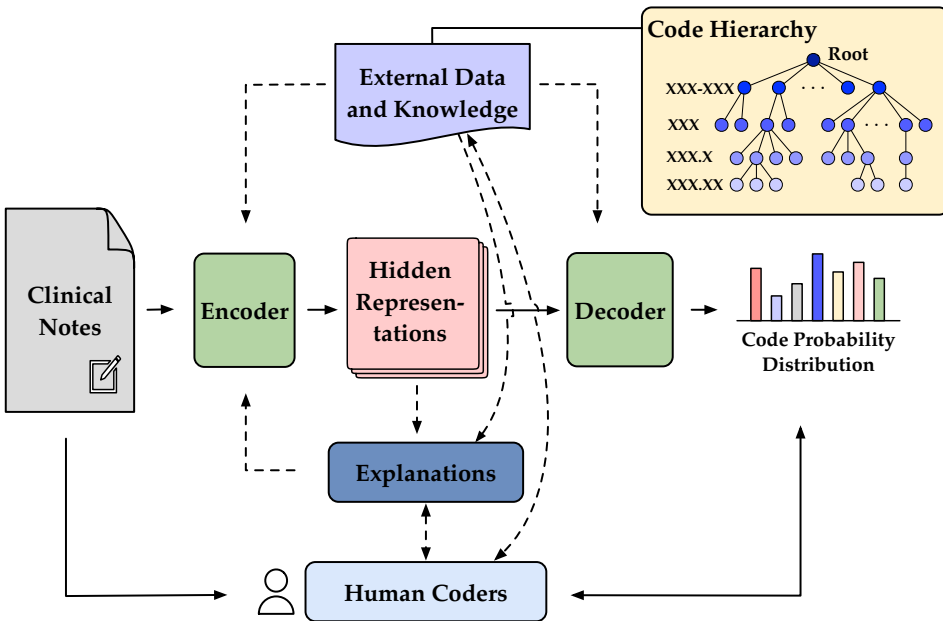 Code Hierarchy
Root
XXX-XXX
XXX
XXX.X
XXX.XX
External Data
and Knowledge
Clinical
Notes
Encoder
Hidden
Represen-
tations
Decoder
Code Probability
Distribution
Explanations
Human Coders